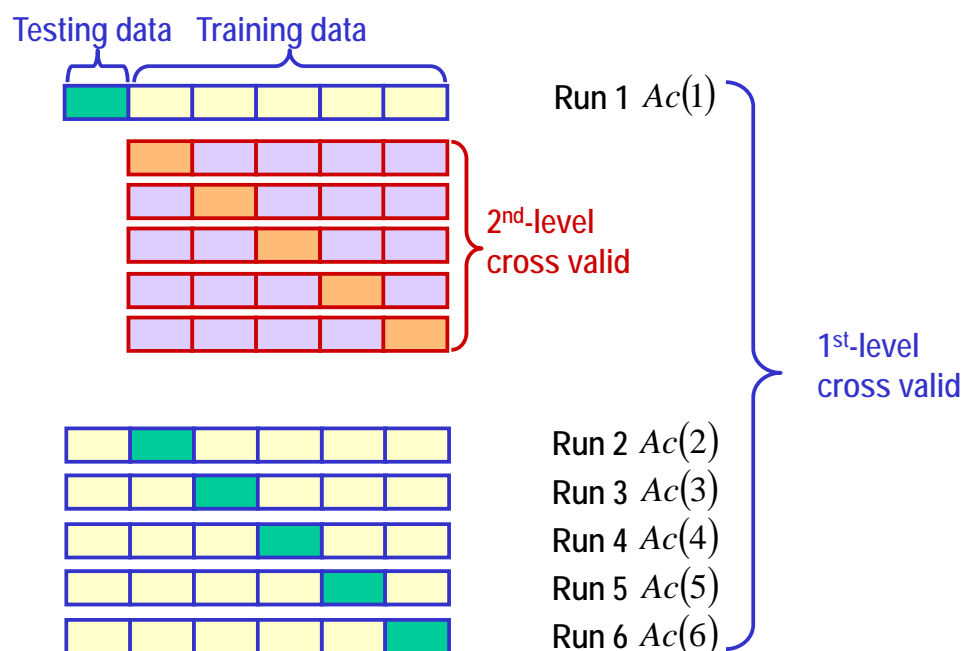 Testing data Training data
Run 1 Ac(1)
2nd-level
cross valid
1st-level
cross valid
Run 2 Ac(2)
Run 3 Ac(3)
Run 4 Ac(4)
Run 5 Ac(5)
Run 6 Ac(6)